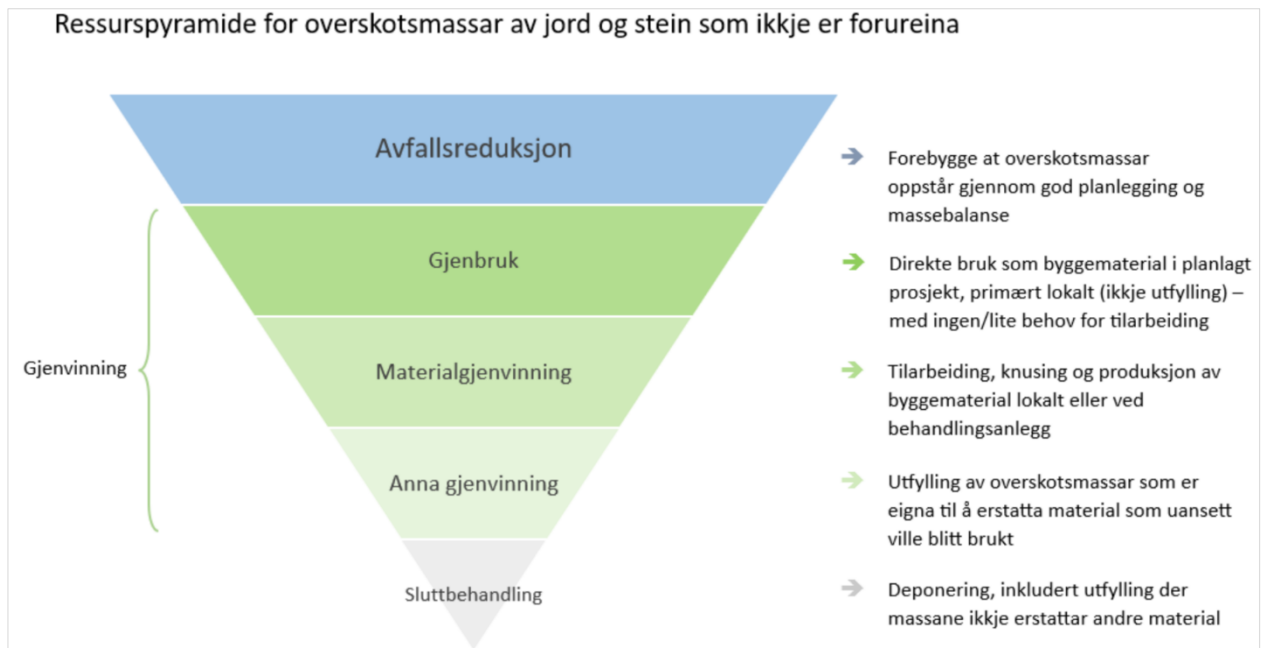 Ressurspyramide for overskotsmassar av jord og stein som ikkje er forureina
Avfallsreduksjon
Forebygge at overskotsmassar
oppstår gjennom god planlegging og
massebalanse
Gjenvinning
Gjenbruk
Direkte bruk som byggematerial i planlagt
prosjekt, primært lokalt (ikkje utfylling) –
med ingen/lite behov for tilarbeiding
Materialgjenvinning
Tilarbeiding, knusing og produksjon av
byggematerial lokalt eller ved
behandlingsanlegg
Anna gjenvinning
Utfylling av overskotsmassar som er
eigna til å erstatta material som uansett
ville blitt brukt
Sluttbehandling
Deponering, inkludert utfylling der
massane ikkje erstattar andre material